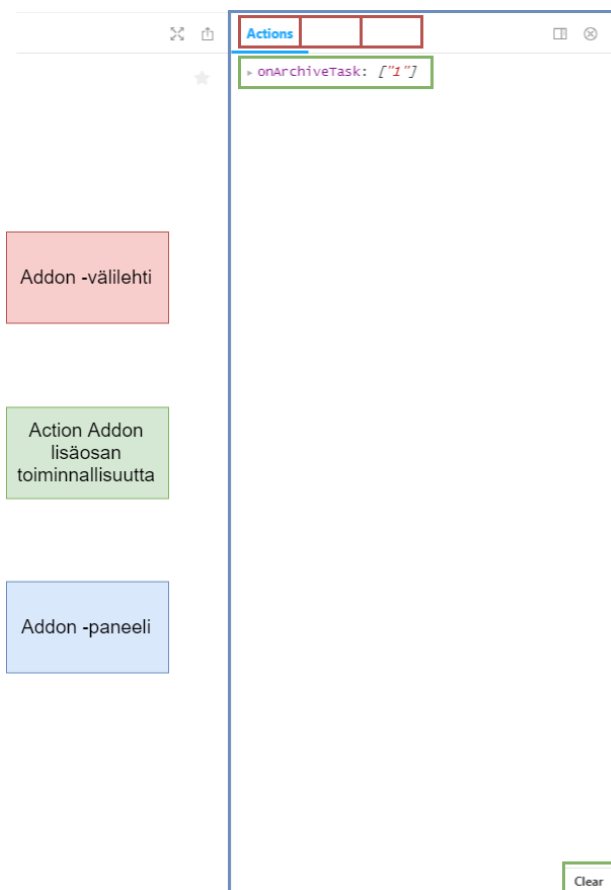 Actions
▸ onArchiveTask: ["1"]
Addon -välilehti
Action Addon
lisäosan
toiminnallisuutta
Addon -paneeli
Clear